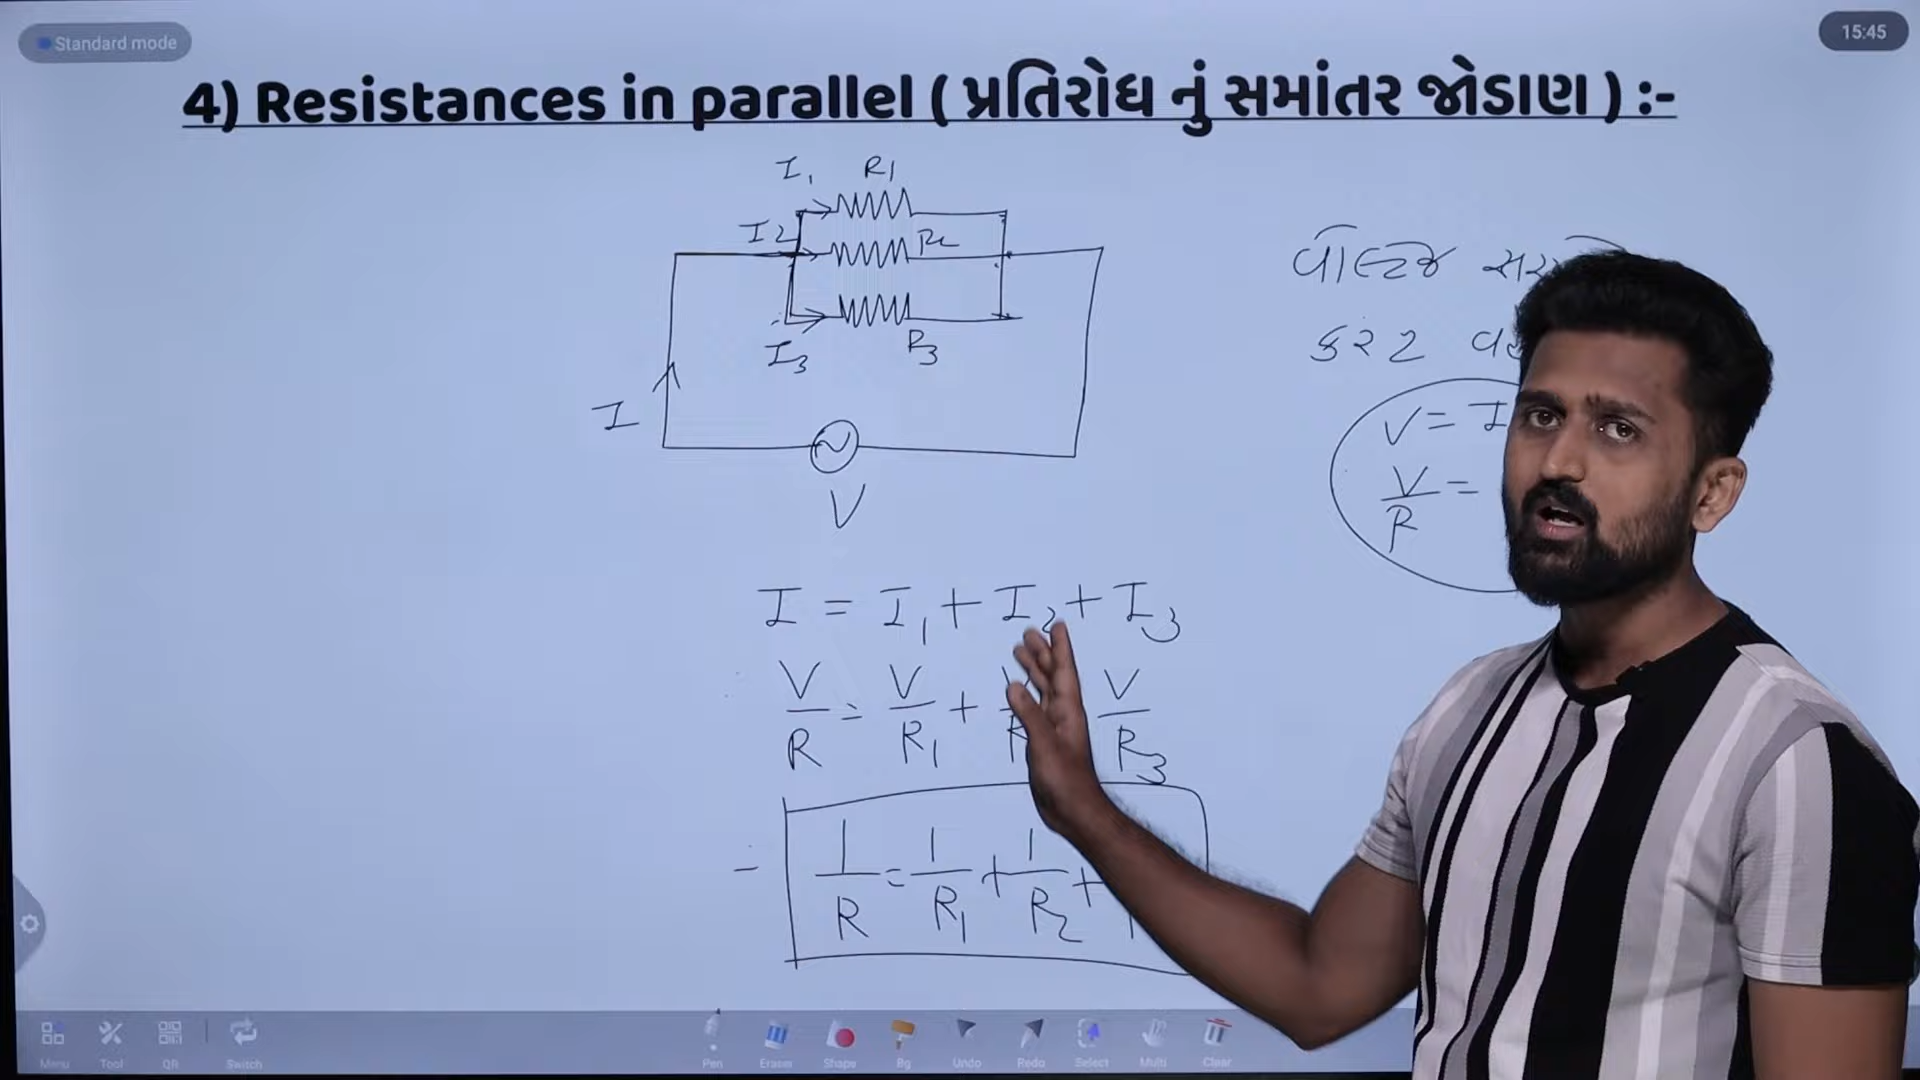 Standard mode
15:45
4) Resistances in parallel ( પ્રતિરોધ નું સમાંતર જોડાણ ) :-
I1 R1
I2 R2
I3 R3
I
V
વોલ્ટેજ
કરંટ
V = I
V/R =
I = I1 + I2 + I3
V/R = V/R1 + V/R3
1/R = 1/R1 + 1/R2 +
Menu Tool QR Switch Pen Eraser Shape Bg Undo Redo Select Multi Clear